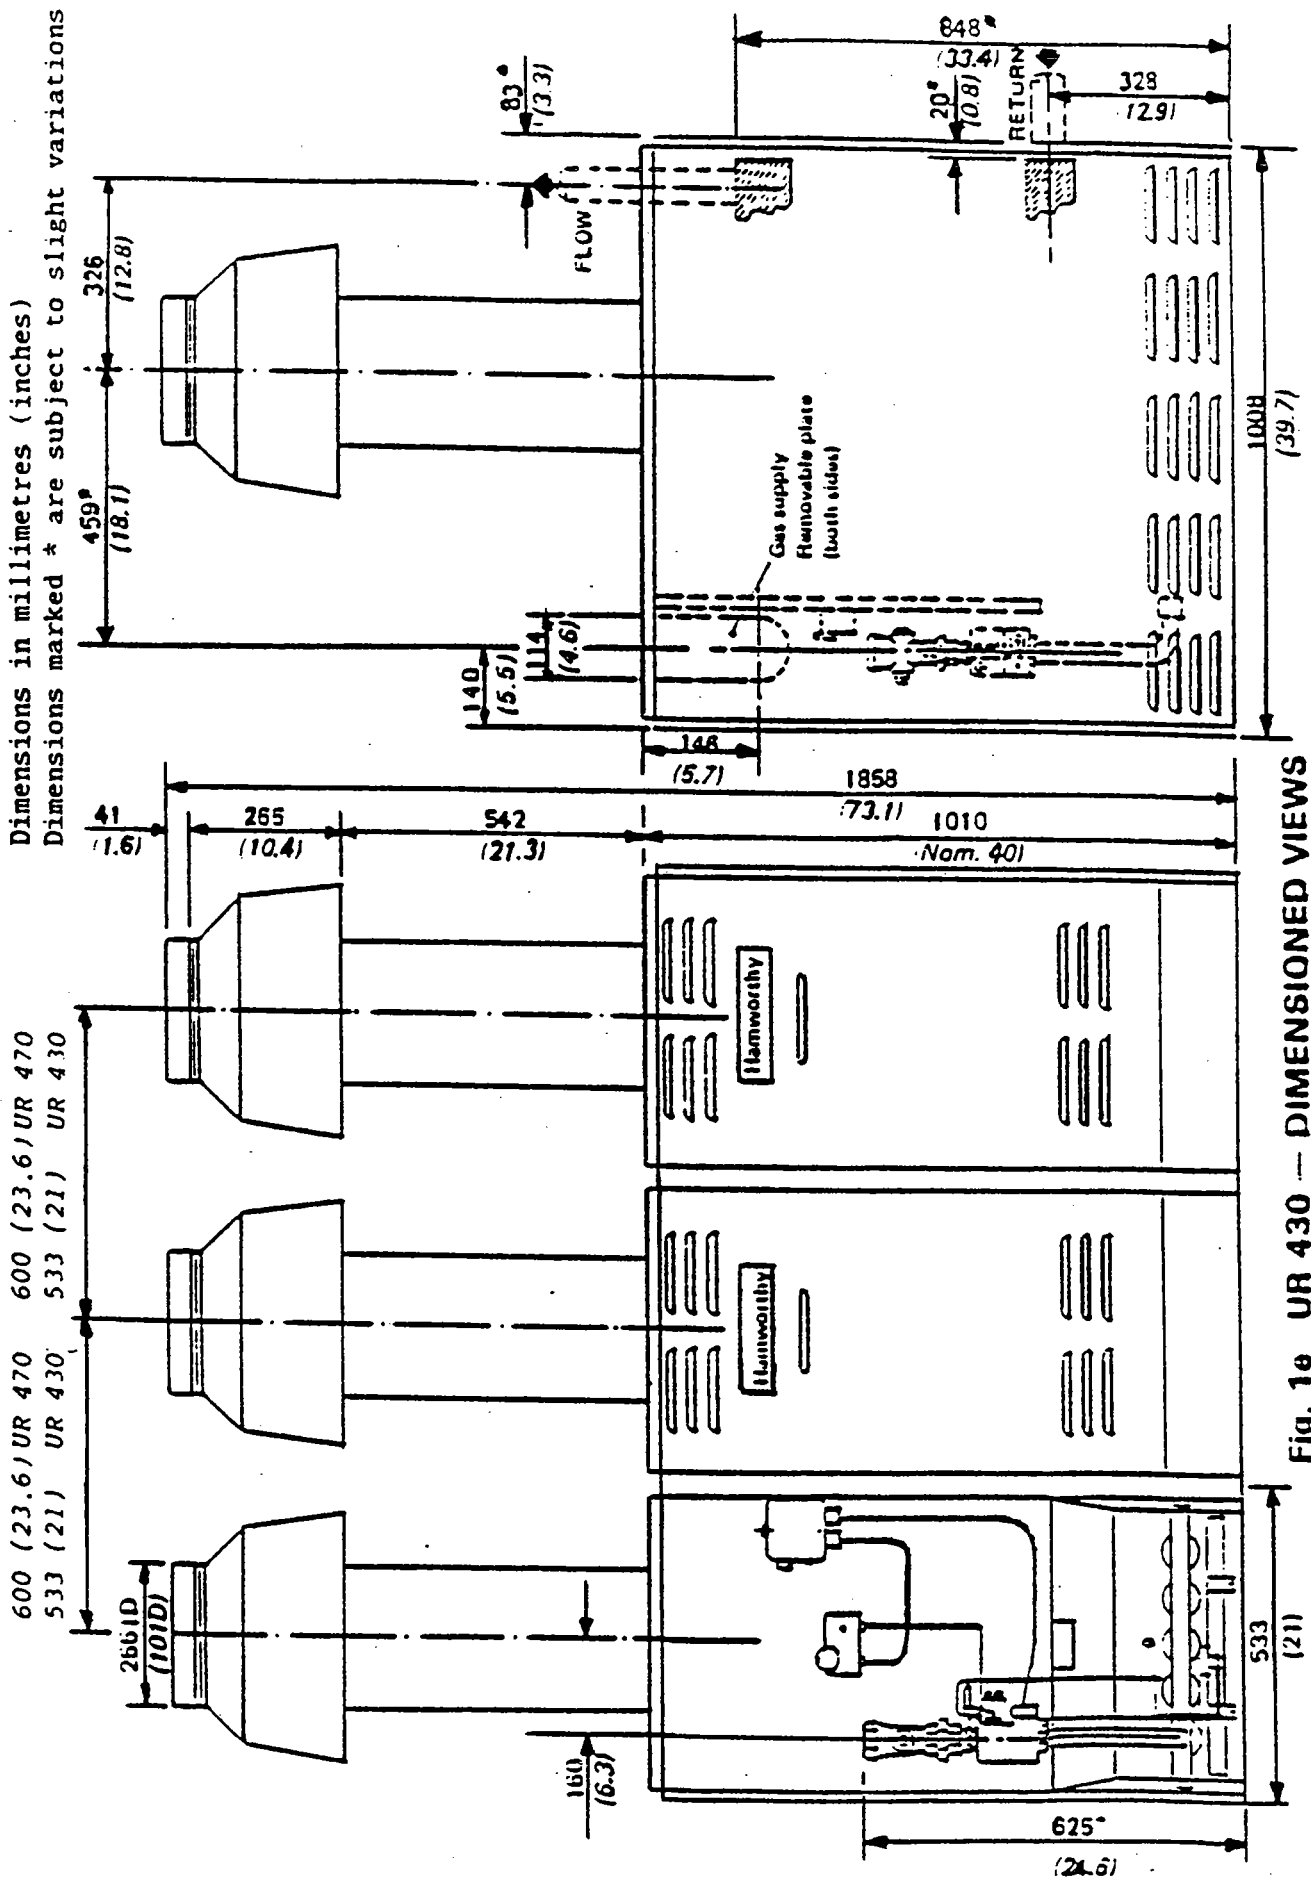 Dimensions in millimetres (inches)
Dimensions marked * are subject to slight variations
600 (23.6) UR 470
533 (21) UR 430
600 (23.6) UR 470
533 (21) UR 430
266 ID
(10 ID)
160
(6.3)
625*
(24.6)
533
(21)
Hamworthy
Hamworthy
41
(1.6)
265
(10.4)
542
(21.3)
1858
(73.1)
1010
(Nom. 40)
459*
(18.1)
326
(12.8)
140
(5.5)
114
(4.6)
146
(5.7)
Gas supply
Removable plate
(both sides)
83*
(3.3)
FLOW
848*
(33.4)
20*
(0.8)
RETURN
328
12.9)
1008
(39.7)
Fig. 1e UR 430 — DIMENSIONED VIEWS